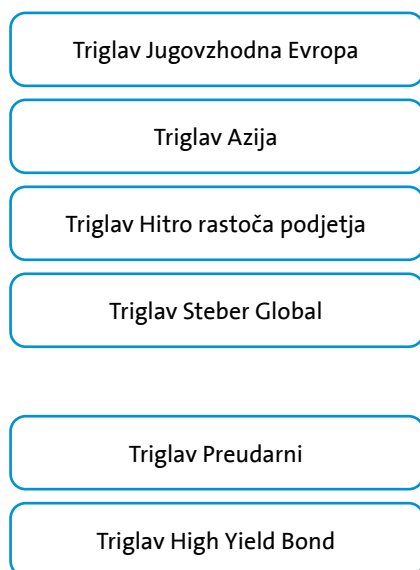 Triglav Jugovzhodna Evropa
Triglav Azija
Triglav Hitro rastoča podjetja
Triglav Steber Global
Triglav Preudarni
Triglav High Yield Bond